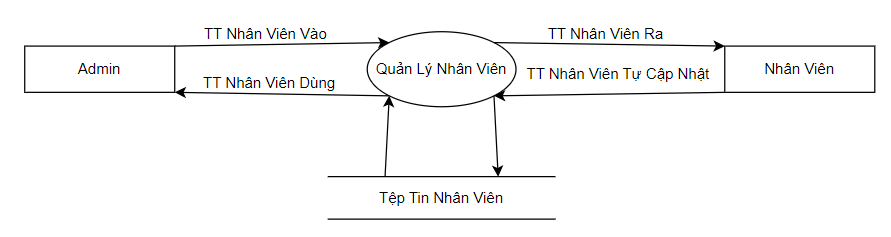 TT Nhân Viên Vào
TT Nhân Viên Ra
Admin
Quản Lý Nhân Viên
TT Nhân Viên Tự Cập Nhật
Nhân Viên
TT Nhân Viên Dùng
Tệp Tin Nhân Viên